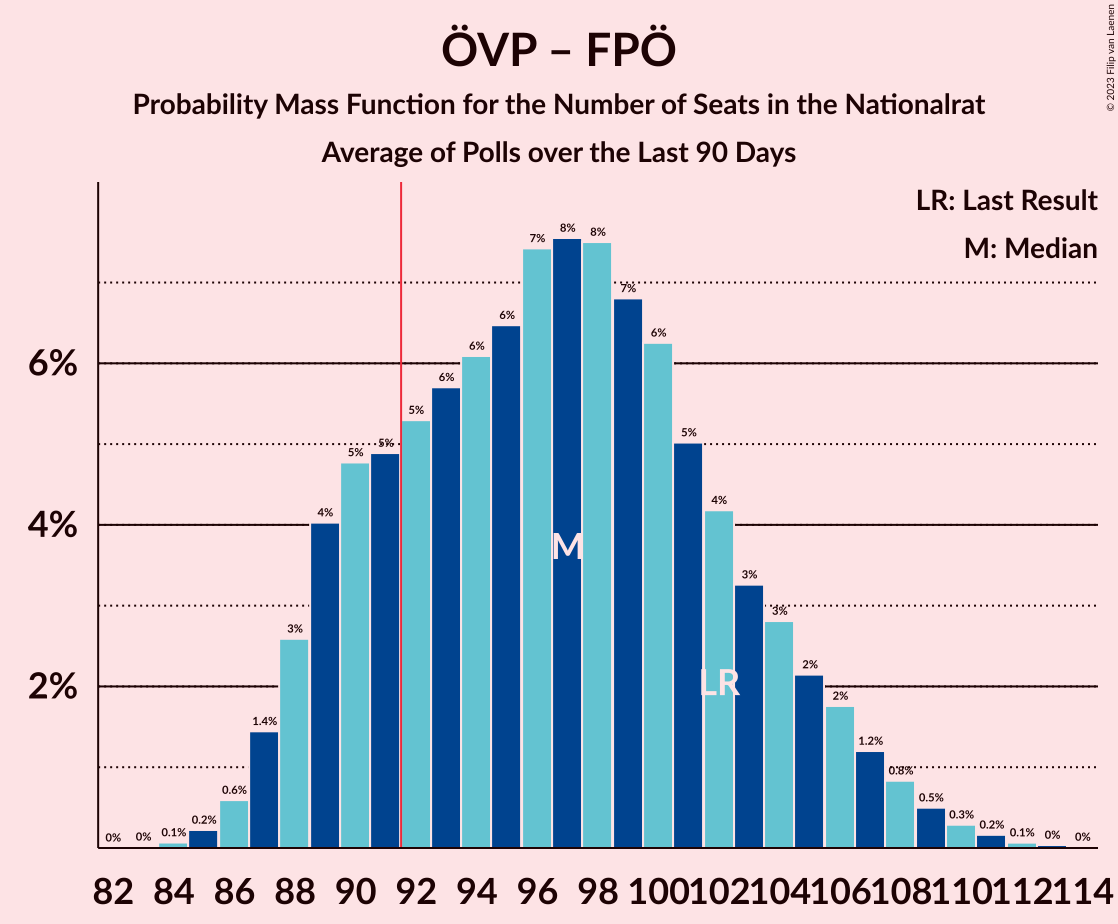 ÖVP – FPÖ
Probability Mass Function for the Number of Seats in the Nationalrat
Average of Polls over the Last 90 Days
© 2023 Filip van Laenen
LR: Last Result
M: Median
6%
4%
2%
0% 0% 0.1% 0.2% 0.6% 1.4% 3% 4% 5% 5% 5% 6% 6% 6% 7% 8% 8% 7% 6% 5% 4% 3% 3% 2% 2% 1.2% 0.8% 0.5% 0.3% 0.2% 0.1% 0% 0%
M
LR
82 84 86 88 90 92 94 96 98 100 102 104 106 108 110 112 114